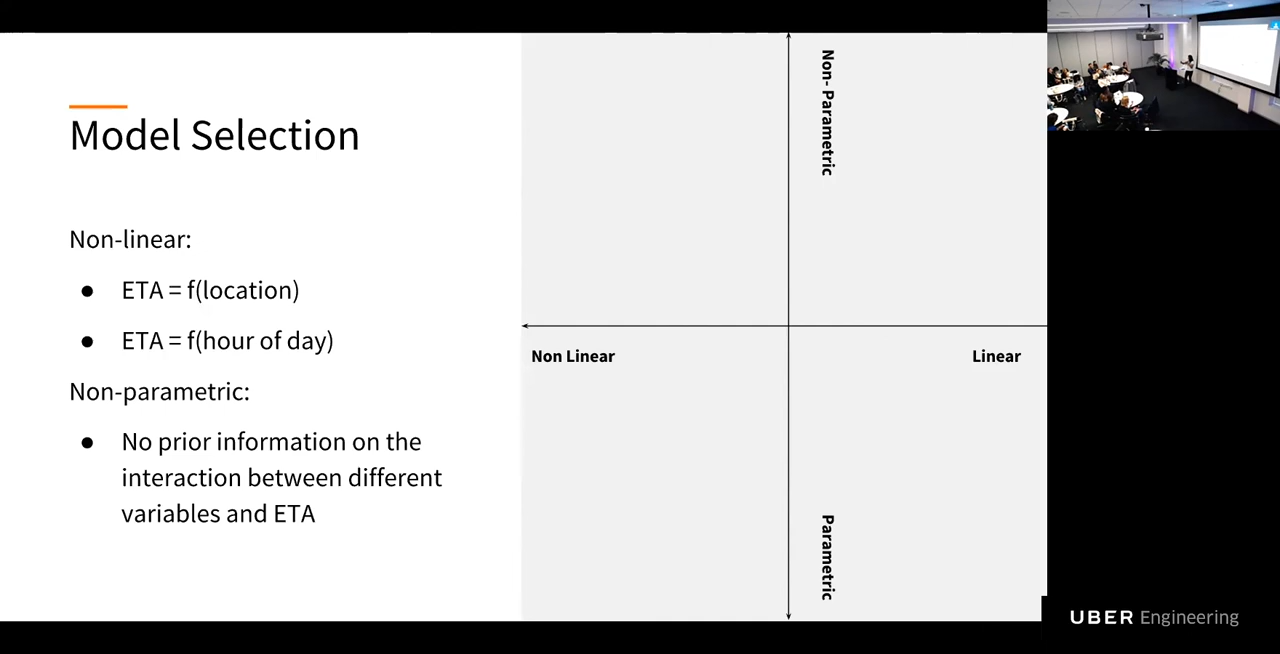 Model Selection
Non-linear:
● ETA = f(location)
● ETA = f(hour of day)
Non-parametric:
● No prior information on the
interaction between different
variables and ETA
Non- Parametric
Non Linear
Linear
Parametric
UBER Engineering